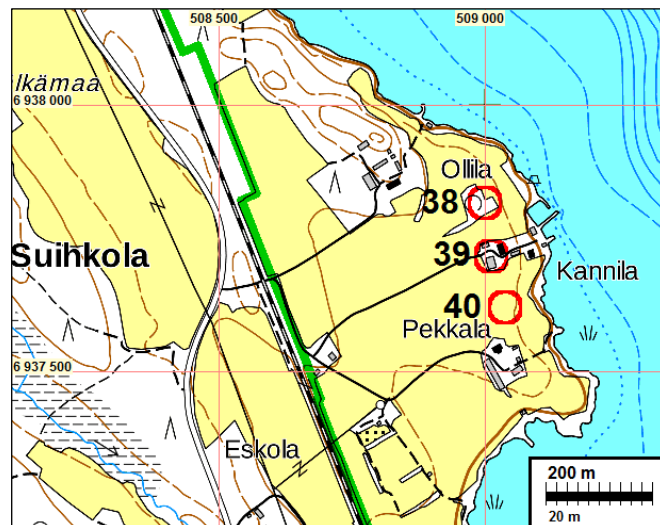 508 500
509 000
lkämaa
6 938 000
Ollila
38
Suihkola
39
Kannila
40
Pekkala
6 937 500
Eskola
200 m
20 m